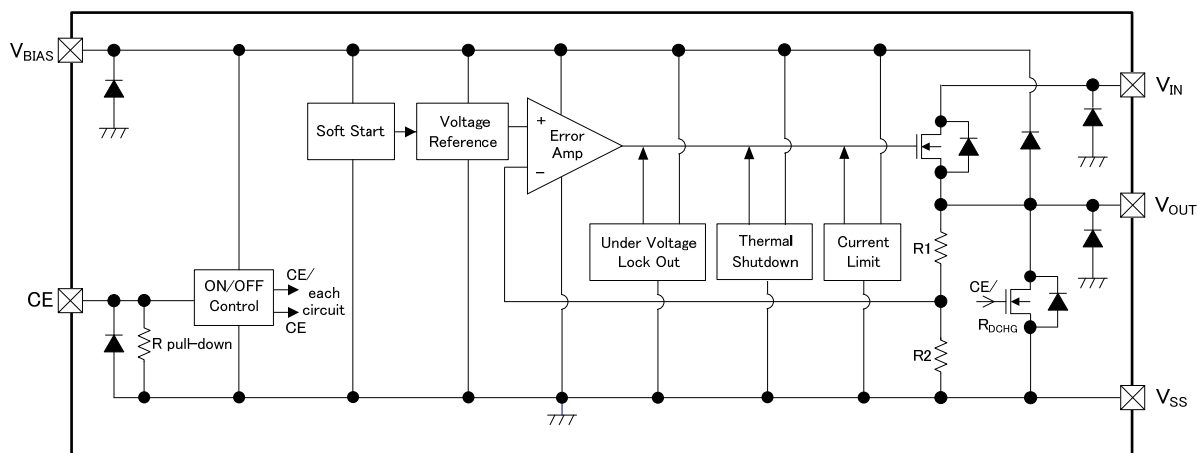 VBIAS
VIN
Soft Start
Voltage
Reference
+
Error
Amp
−
VOUT
Under Voltage
Lock Out
Thermal
Shutdown
Current
Limit
R1
CE
ON/OFF
Control
CE/
each
circuit
CE
CE/
RDCHG
R pull-down
R2
VSS